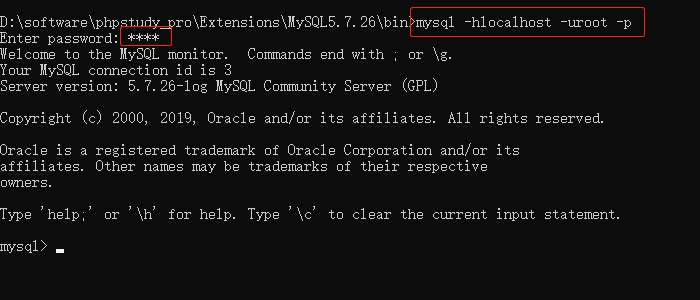 D:\software\phpstudy_pro\Extensions\MySQL5.7.26\bin>mysql -hlocalhost -uroot -p
Enter password: ****
Welcome to the MySQL monitor.  Commands end with ; or \g.
Your MySQL connection id is 3
Server version: 5.7.26-log MySQL Community Server (GPL)
Copyright (c) 2000, 2019, Oracle and/or its affiliates. All rights reserved.
Oracle is a registered trademark of Oracle Corporation and/or its
affiliates. Other names may be trademarks of their respective
owners.
Type 'help;' or '\h' for help. Type '\c' to clear the current input statement.
mysql>